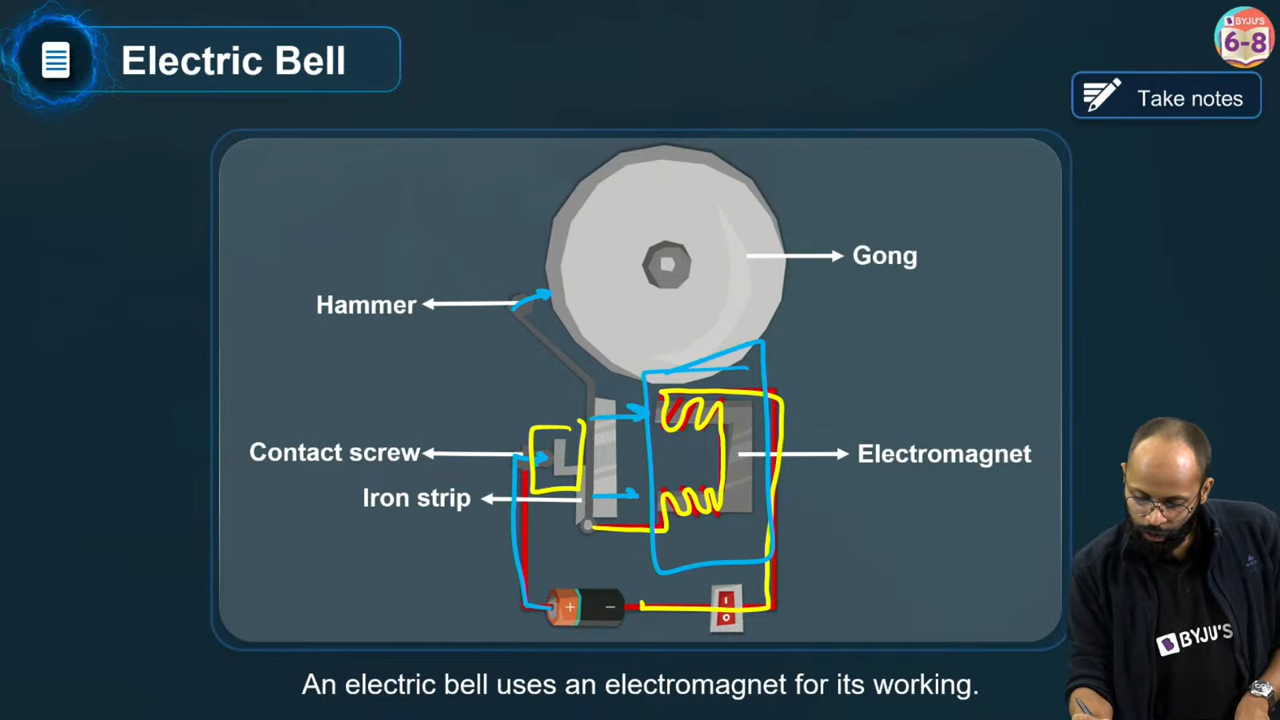 Electric Bell
BYJU'S
6-8
Take notes
Gong
Hammer
Contact screw
Electromagnet
Iron strip
+ −
I
O
BYJU'S
An electric bell uses an electromagnet for its working.